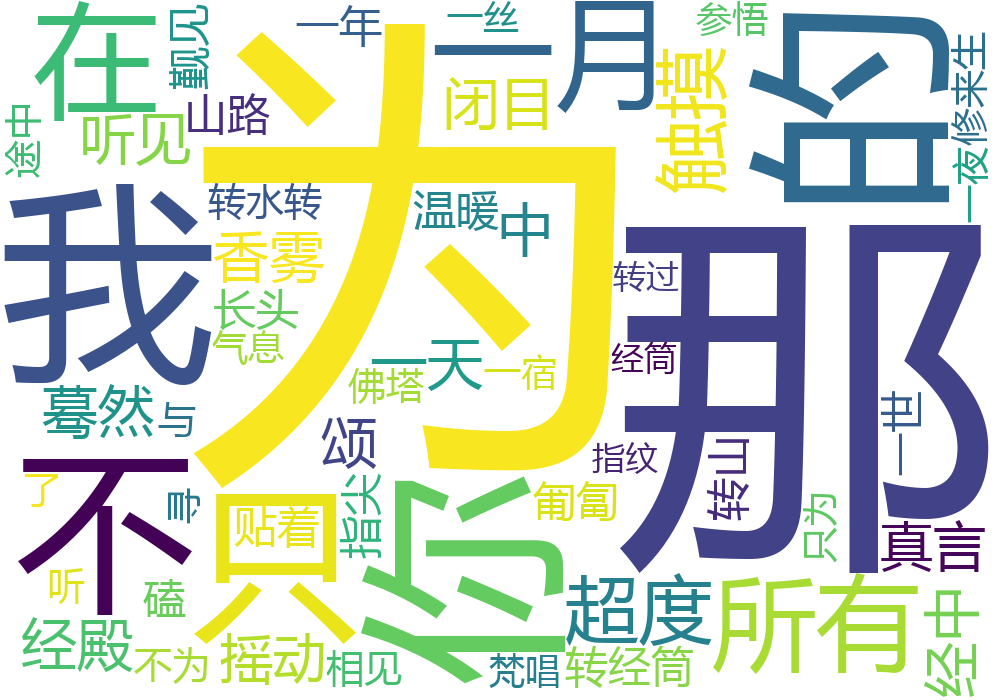 在
觐见
一年
一丝
二月
参悟
的
途中
听见
山路
闭目
触摸
一夜
修来生
为
我
转水转
香雾
温暖
中
那
转过
长头
气息
一天
佛塔
一宿
经筒
蓦然
与
颂
一世
指纹
转山
不
了
寻
只
贴着
指尖
你
匍匐
只为
真言
听
磕
超度
所有
经中
经殿
不为
摇动
相见
梵唱
转经筒